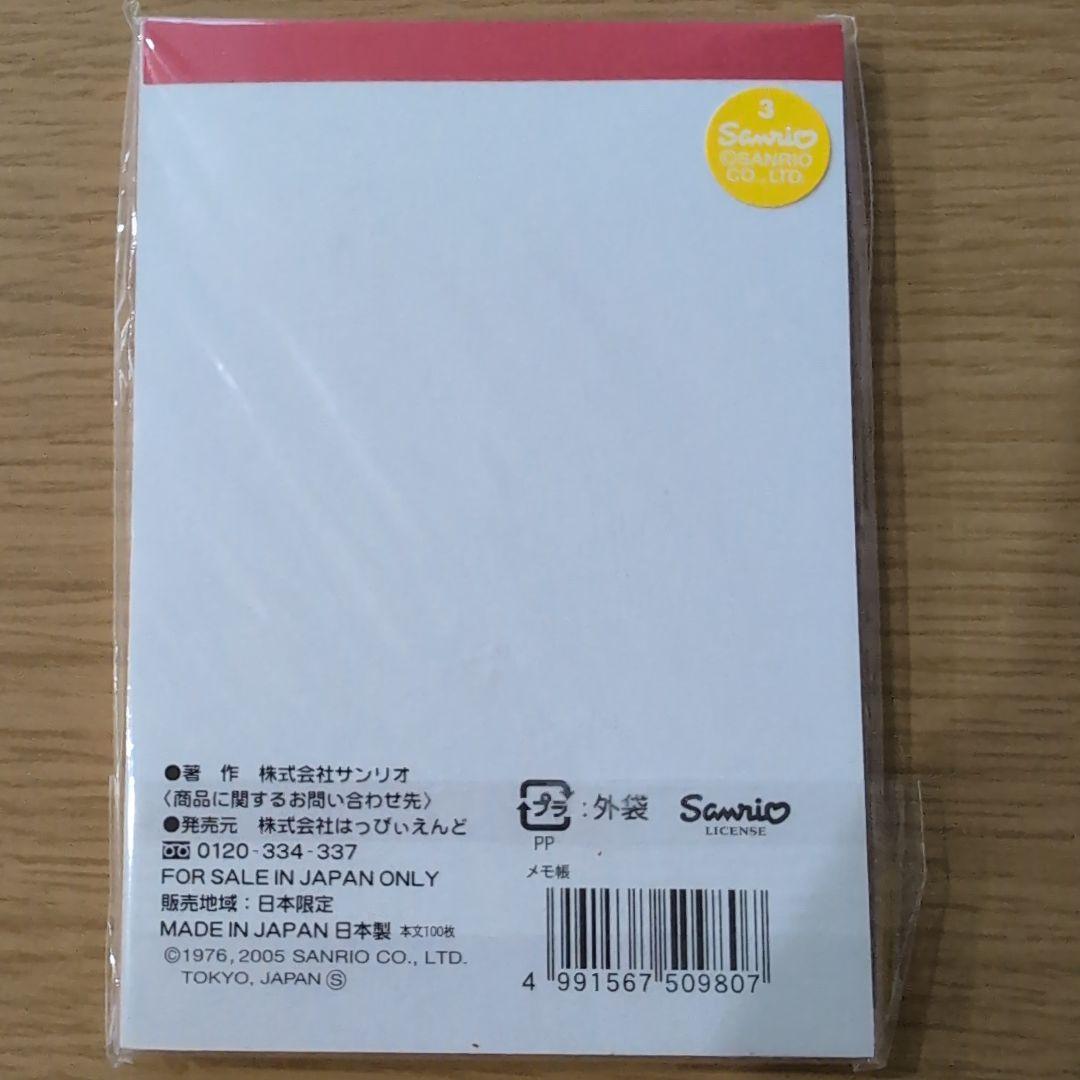 3
Sanrio
©SANRIO
CO., LTD.
●著 作 株式会社サンリオ
〈商品に関するお問い合わせ先〉
●発売元 株式会社はっぴぃえんど
0120-334-337
FOR SALE IN JAPAN ONLY
販売地域：日本限定
MADE IN JAPAN 日本製 本文100枚
©1976, 2005 SANRIO CO., LTD.
TOKYO, JAPAN Ⓢ
プラ：外袋
PP
Sanrio
LICENSE
メモ帳
4 991567 509807